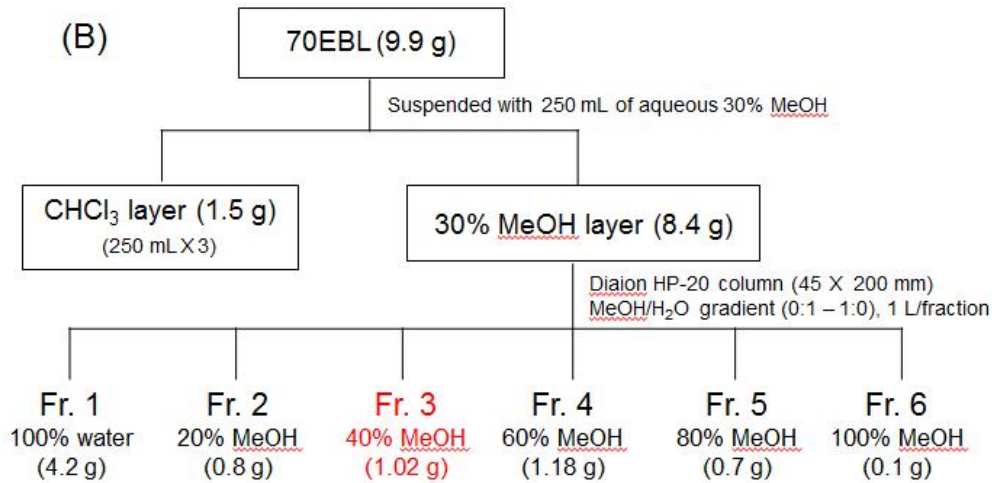 (B)
70EBL (9.9 g)
Suspended with 250 mL of aqueous 30% MeOH
CHCl₃ layer (1.5 g)
(250 mL X 3)
30% MeOH layer (8.4 g)
Diaion HP-20 column (45 X 200 mm)
MeOH/H₂O gradient (0:1 – 1:0), 1 L/fraction
Fr. 1
100% water
(4.2 g)
Fr. 2
20% MeOH
(0.8 g)
Fr. 3
40% MeOH
(1.02 g)
Fr. 4
60% MeOH
(1.18 g)
Fr. 5
80% MeOH
(0.7 g)
Fr. 6
100% MeOH
(0.1 g)